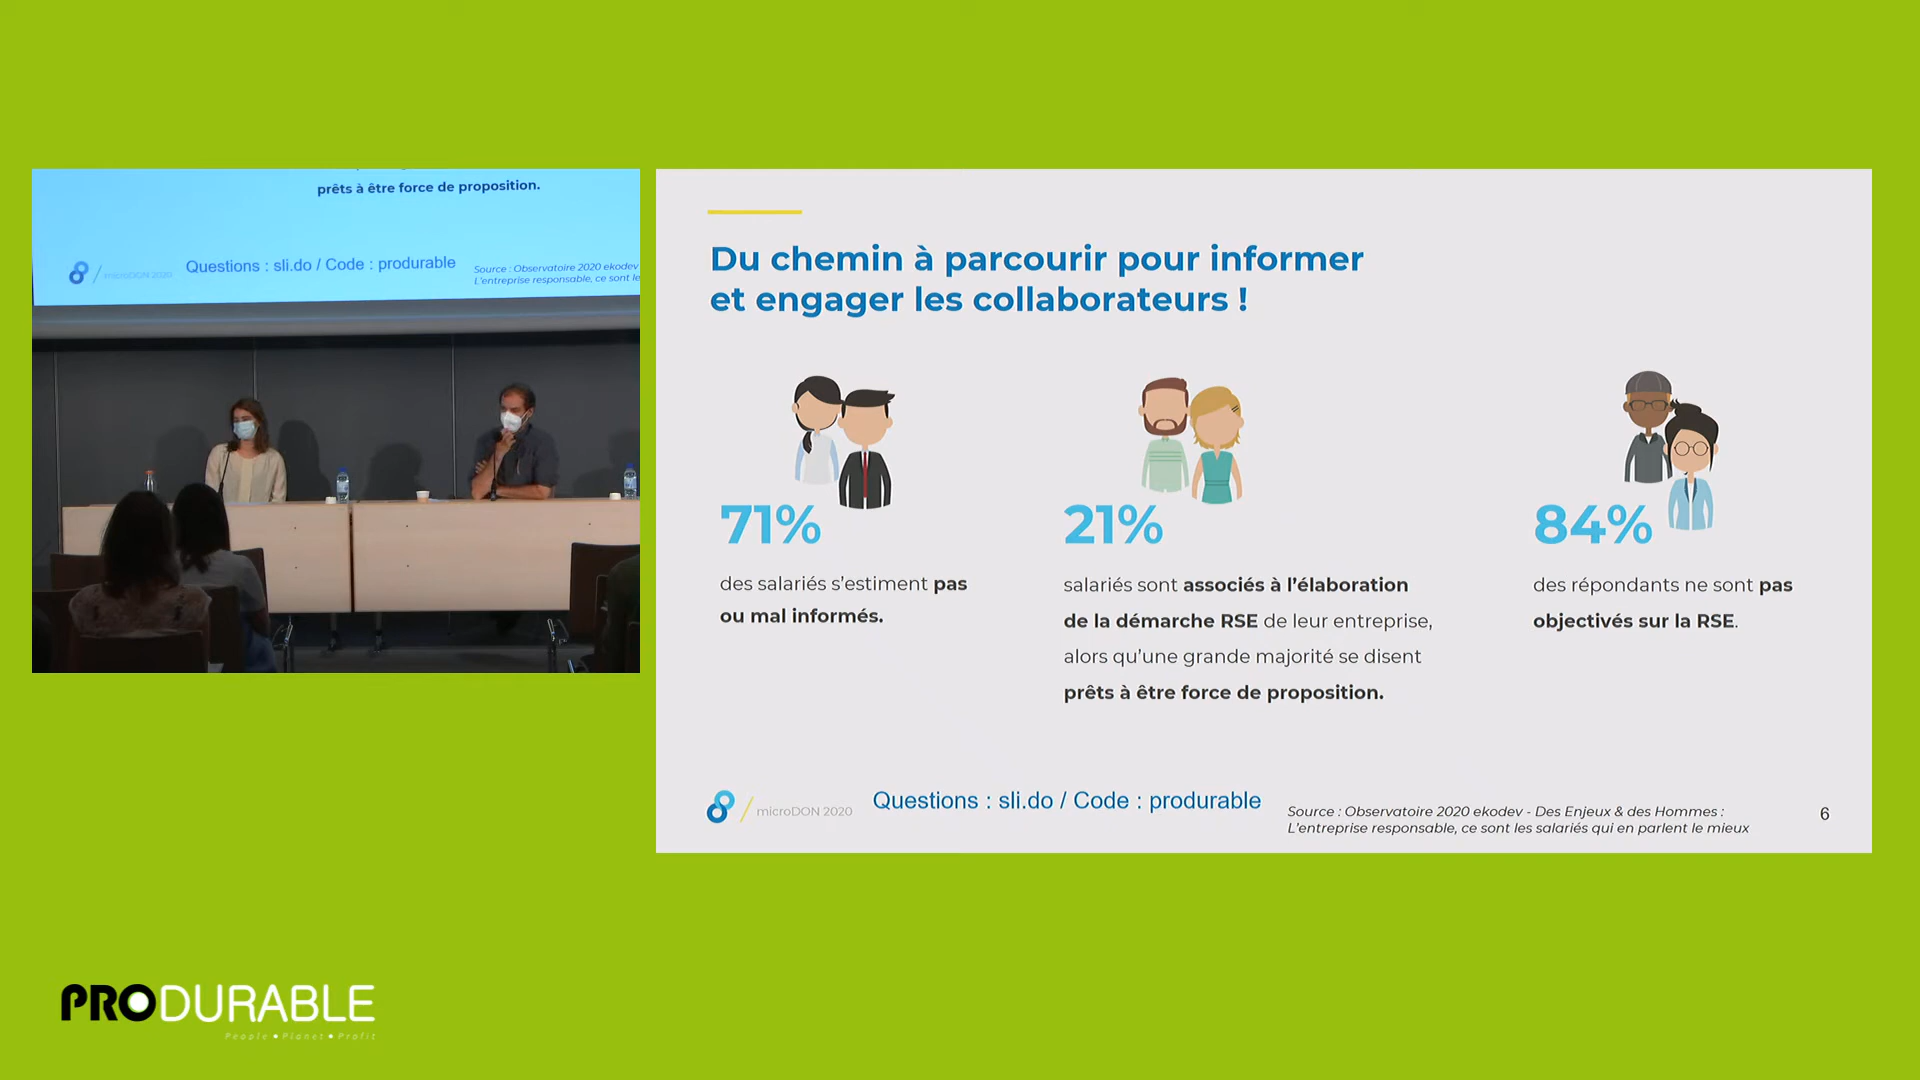 prêts à être force de proposition.
microDON 2020
Questions : sli.do / Code : produrable
Source : Observatoire 2020 ekodev
L'entreprise responsable, ce sont le
Du chemin à parcourir pour informer
et engager les collaborateurs !
71%
des salariés s'estiment pas
ou mal informés.
21%
salariés sont associés à l'élaboration
de la démarche RSE de leur entreprise,
alors qu'une grande majorité se disent
prêts à être force de proposition.
84%
des répondants ne sont pas
objectivés sur la RSE.
microDON 2020
Questions : sli.do / Code : produrable
Source : Observatoire 2020 ekodev - Des Enjeux & des Hommes :
L'entreprise responsable, ce sont les salariés qui en parlent le mieux
6
PRODURABLE
People • Planet • Profit